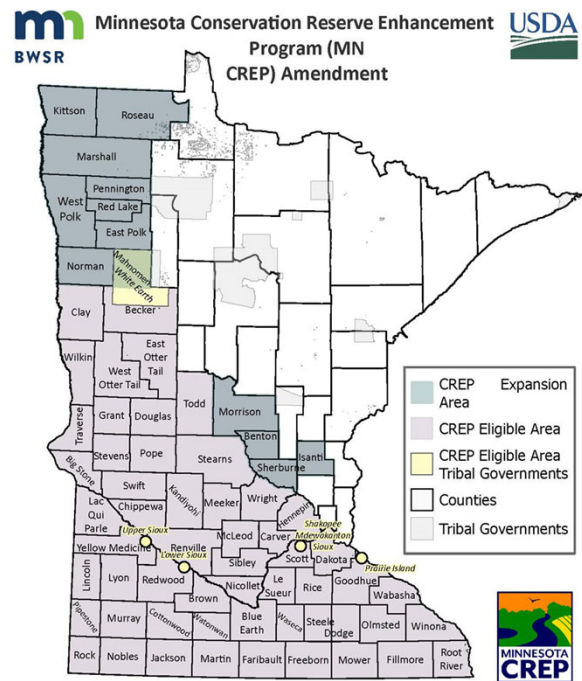 BWSR
Minnesota Conservation Reserve Enhancement
Program (MN
CREP) Amendment
USDA
Kittson
Roseau
Marshall
Pennington
Red Lake
West
Polk
East Polk
Norman
Mahnomen
White Earth
Clay
Becker
Wilkin
East
Otter
Tail
West
Otter Tail
Todd
Morrison
Grant
Douglas
Traverse
Benton
Isanti
Stevens
Pope
Stearns
Sherburne
Big Stone
Swift
Kandiyohi
Meeker
Wright
Hennepin
Lac
Qui
Parle
Chippewa
McLeod
Carver
Shakopee
Mdewakanton
Sioux
Upper Sioux
Yellow Medicine
Renville
Scott
Dakota
Prairie Island
Lower Sioux
Sibley
Lincoln
Lyon
Redwood
Nicollet
Le
Sueur
Rice
Goodhue
Wabasha
Brown
Pipestone
Murray
Cottonwood
Watonwan
Blue
Earth
Waseca
Steele
Dodge
Olmsted
Winona
Rock
Nobles
Jackson
Martin
Faribault
Freeborn
Mower
Fillmore
Root
River
CREP Expansion
Area
CREP Eligible Area
CREP Eligible Area
Tribal Governments
Counties
Tribal Governments
MINNESOTA
CREP